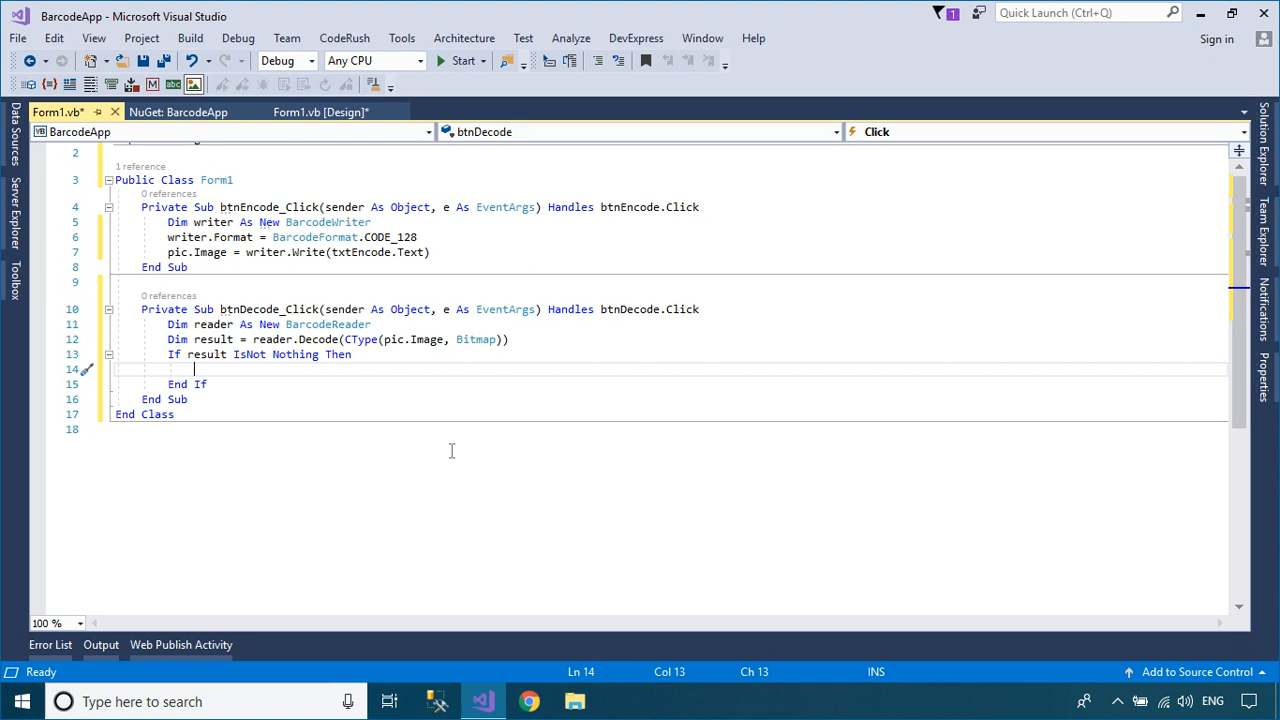 BarcodeApp - Microsoft Visual Studio
1
Quick Launch (Ctrl+Q)
File Edit View Project Build Debug Team CodeRush Tools Architecture Test Analyze DevExpress Window Help
Sign in
Debug Any CPU Start
Form1.vb* NuGet: BarcodeApp Form1.vb [Design]*
BarcodeApp btnDecode Click
Data Sources
Server Explorer
Toolbox
Solution Explorer
Team Explorer
Notifications
Properties
2
1 reference
3 Public Class Form1
0 references
4 Private Sub btnEncode_Click(sender As Object, e As EventArgs) Handles btnEncode.Click
5 Dim writer As New BarcodeWriter
6 writer.Format = BarcodeFormat.CODE_128
7 pic.Image = writer.Write(txtEncode.Text)
8 End Sub
9
0 references
10 Private Sub btnDecode_Click(sender As Object, e As EventArgs) Handles btnDecode.Click
11 Dim reader As New BarcodeReader
12 Dim result = reader.Decode(CType(pic.Image, Bitmap))
13 If result IsNot Nothing Then
14
15 End If
16 End Sub
17 End Class
18
100 %
Error List Output Web Publish Activity
Ready Ln 14 Col 13 Ch 13 INS Add to Source Control
Type here to search ENG